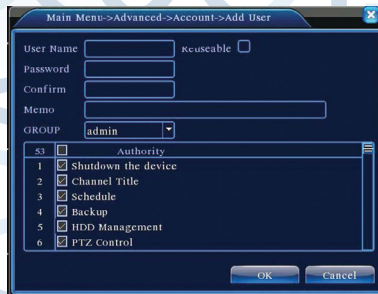 Main Menu->Advanced->Account->Add User
User Name Reuseable
Password
Confirm
Memo
GROUP admin
53 Authority
1 Shutdown the device
2 Channel Title
3 Schedule
4 Backup
5 HDD Management
6 PTZ Control
OK Cancel